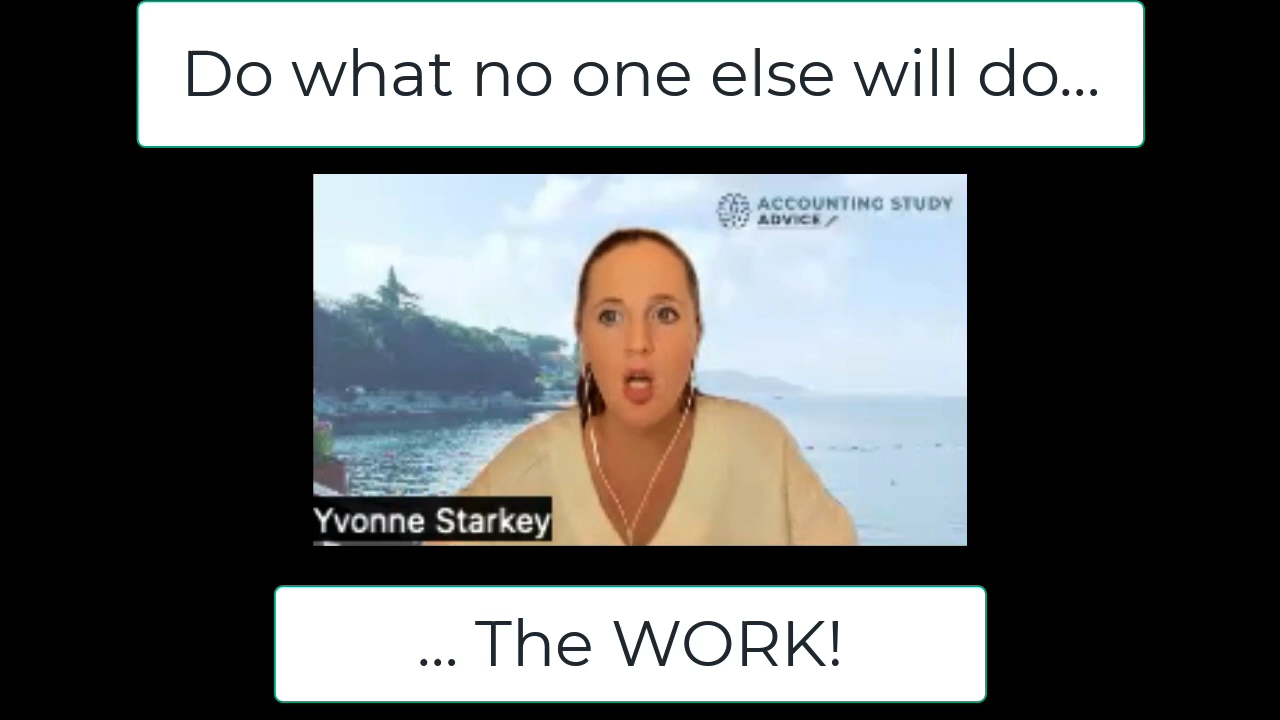 Do what no one else will do...
ACCOUNTING STUDY
ADVICE
Yvonne Starkey
... The WORK!